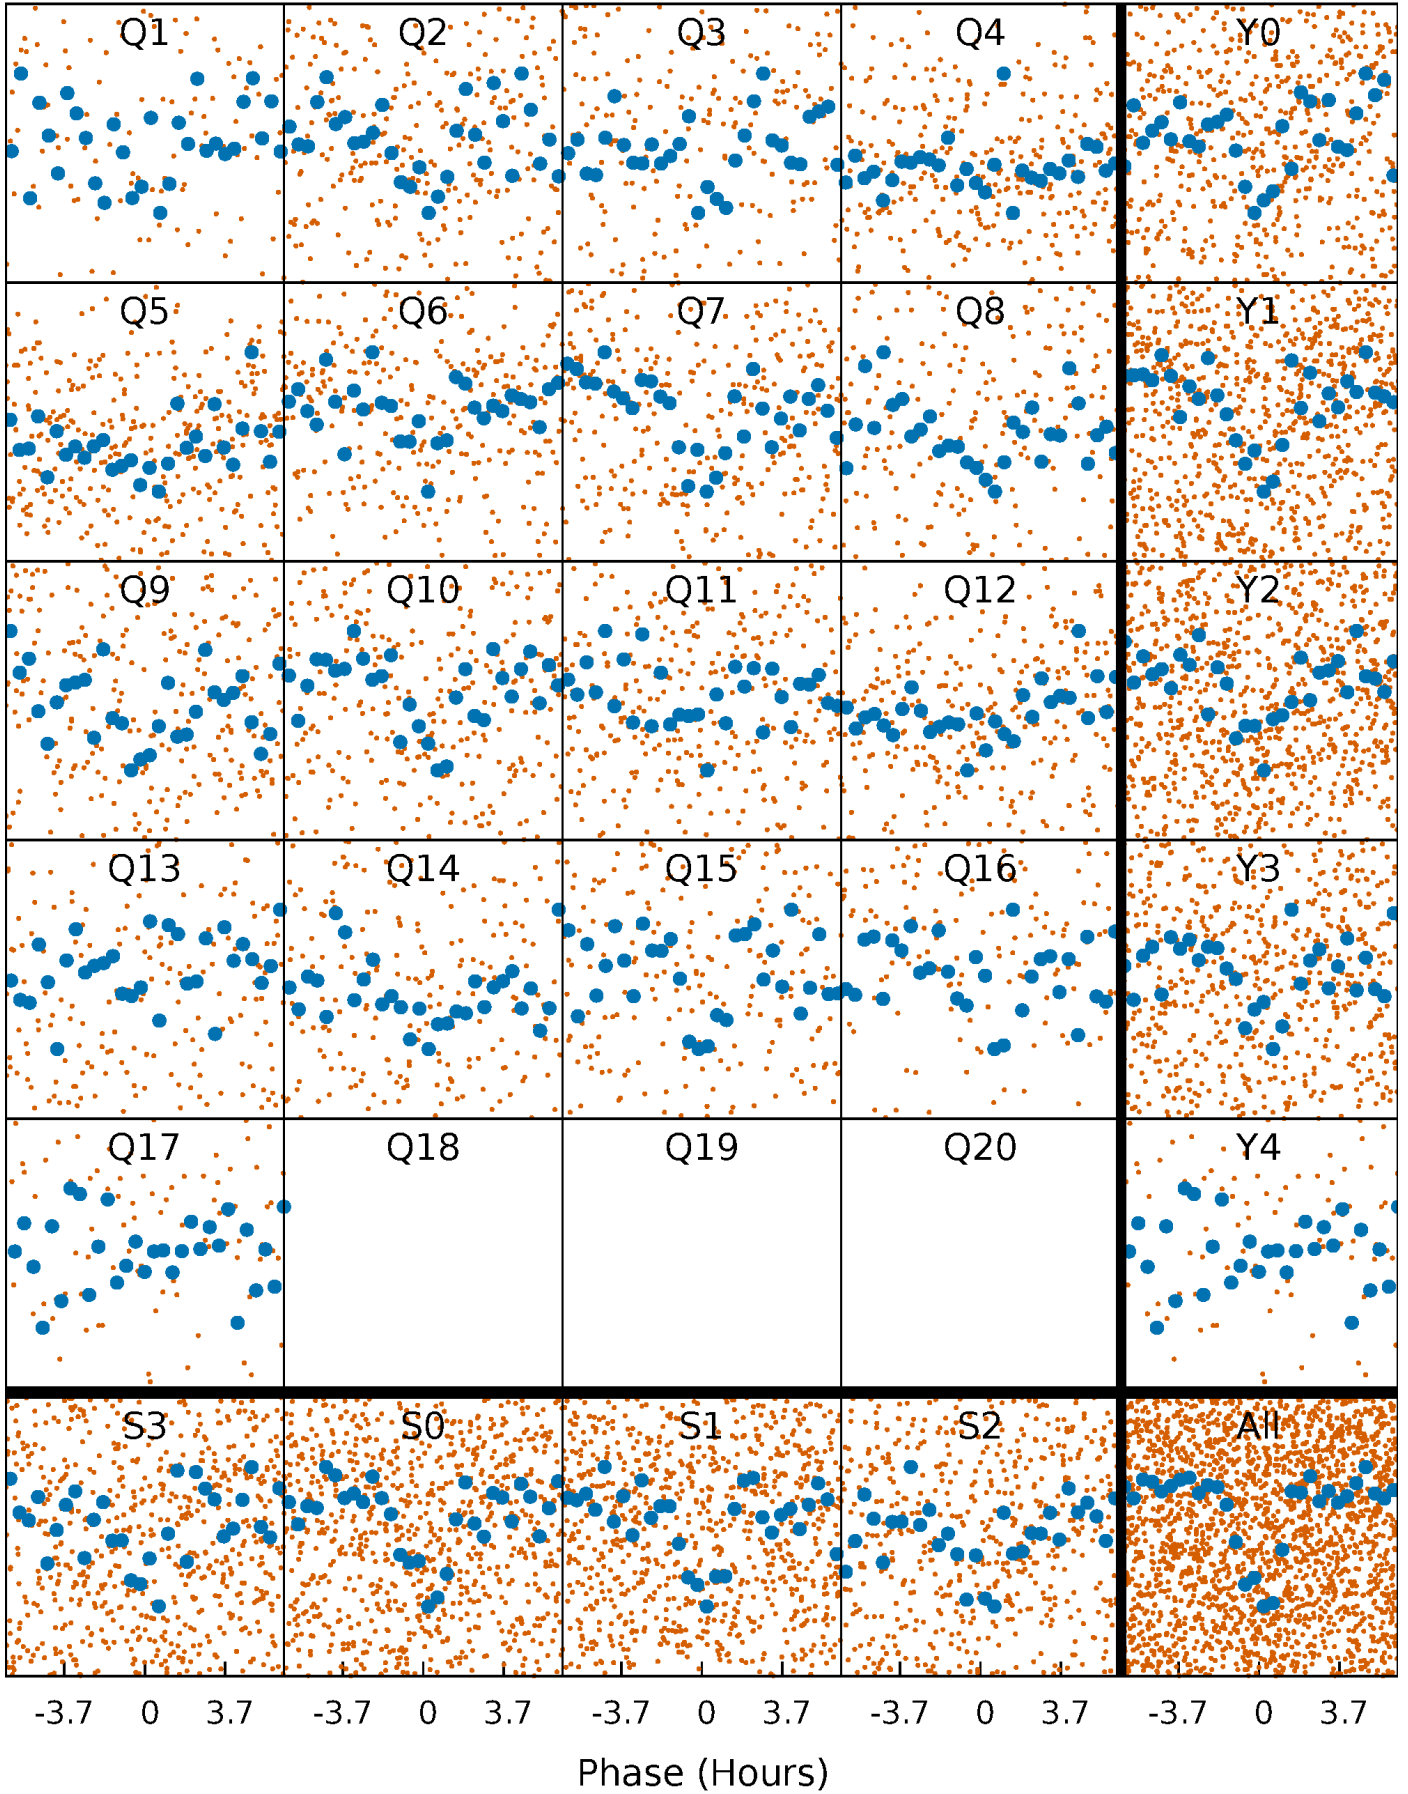 Q1 Q2 Q3 Q4 Y0
Q5 Q6 Q7 Q8 Y1
Q9 Q10 Q11 Q12 Y2
Q13 Q14 Q15 Q16 Y3
Q17 Q18 Q19 Q20 Y4
S3 S0 S1 S2 All
-3.7 0 3.7 -3.7 0 3.7 -3.7 0 3.7 -3.7 0 3.7 -3.7 0 3.7
Phase (Hours)